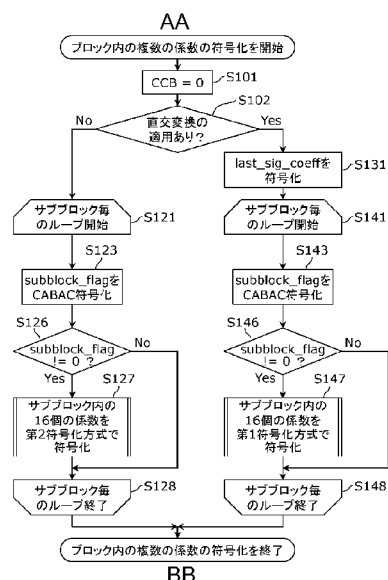 AA
ブロック内の複数の係数の符号化を開始
CCB = 0
S101
S102
直交変換の
適用あり?
No
Yes
last_sig_coeffを
符号化
S131
サブブロック毎
のループ開始
S121
サブブロック毎
のループ開始
S141
S123
subblock_flagを
CABAC符号化
S143
subblock_flagを
CABAC符号化
S126
subblock_flag
!= 0 ?
No
Yes
S146
subblock_flag
!= 0 ?
No
Yes
S127
サブブロック内の
16個の係数を
第2符号化方式で
符号化
S147
サブブロック内の
16個の係数を
第1符号化方式で
符号化
サブブロック毎
のループ終了
S128
サブブロック毎
のループ終了
S148
ブロック内の複数の係数の符号化を終了
BB